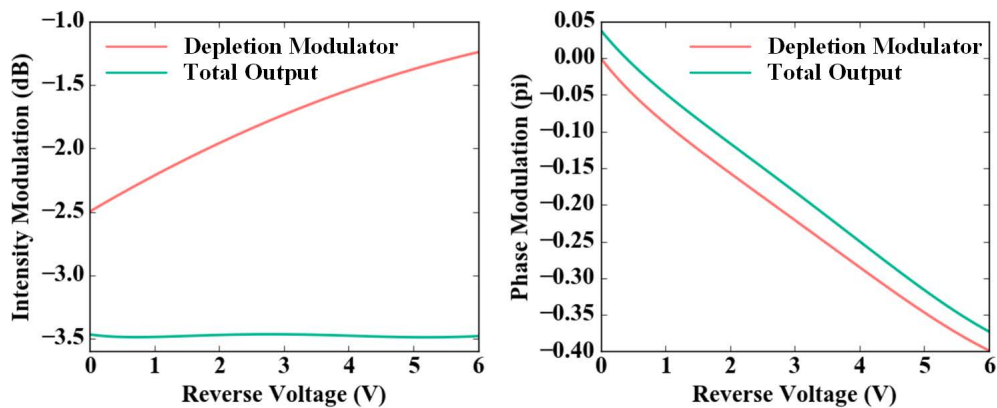 −1.0
−1.5
−2.0
−2.5
−3.0
−3.5
Intensity Modulation (dB)
Depletion Modulator
Total Output
0 1 2 3 4 5 6
Reverse Voltage (V)
0.05
0.00
−0.05
−0.10
−0.15
−0.20
−0.25
−0.30
−0.35
−0.40
Phase Modulation (pi)
Depletion Modulator
Total Output
0 1 2 3 4 5 6
Reverse Voltage (V)